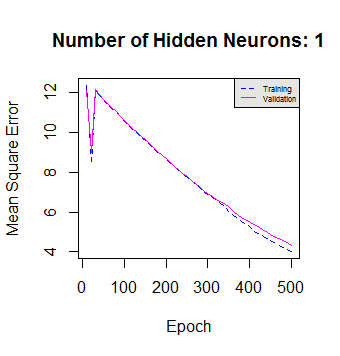 Number of Hidden Neurons: 1
Training
Validation
Mean Square Error
12
10
8
6
4
0 100 200 300 400 500
Epoch